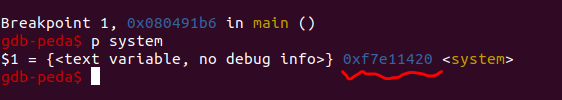 Breakpoint 1, 0x080491b6 in main ()
gdb-peda$ p system
$1 = {<text variable, no debug info>} 0xf7e11420 <system>
gdb-peda$